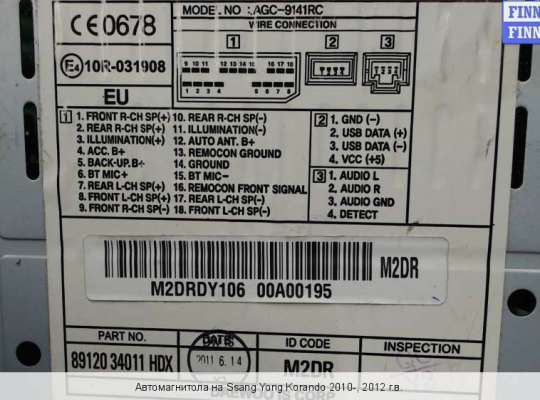 CE0678
MODEL NO. : AGC-9141RC
FINN
FINN
WIRE CONNECTION
1
2
3
E4 10R-031908
9 10 11 12 13 14 15
1 2 3 4
EU
1 1. FRONT R-CH SP(+) 10. REAR R-CH SP(-)
2. REAR R-CH SP(+) 11. ILLUMINATION(-)
3. ILLUMINATION(+) 12. AUTO ANT. B+
4. ACC. B+ 13. REMOCON GROUND
5. BACK-UP. B+ 14. GROUND
6. BT MIC+ 15. BT MIC-
7. REAR L-CH SP(+) 16. REMOCON FRONT SIGNAL
8. FRONT L-CH SP(+) 17. REAR L-CH SP(-)
9. FRONT R-CH SP(-) 18. FRONT L-CH SP(-)
2 1. GND (-)
2. USB DATA (+)
3. USB DATA (-)
4. VCC (+5)
3 1. AUDIO L
2. AUDIO R
3. AUDIO GND
4. DETECT
M2DR
M2DRDY106 00A00195
PART NO. DATE ID CODE INSPECTION
89120 34011 HDX 2011 6. 14 M2DR
DAEWOO IS CORP
Автомагнитола на Ssang Yong Korando 2010-, 2012 г.в.